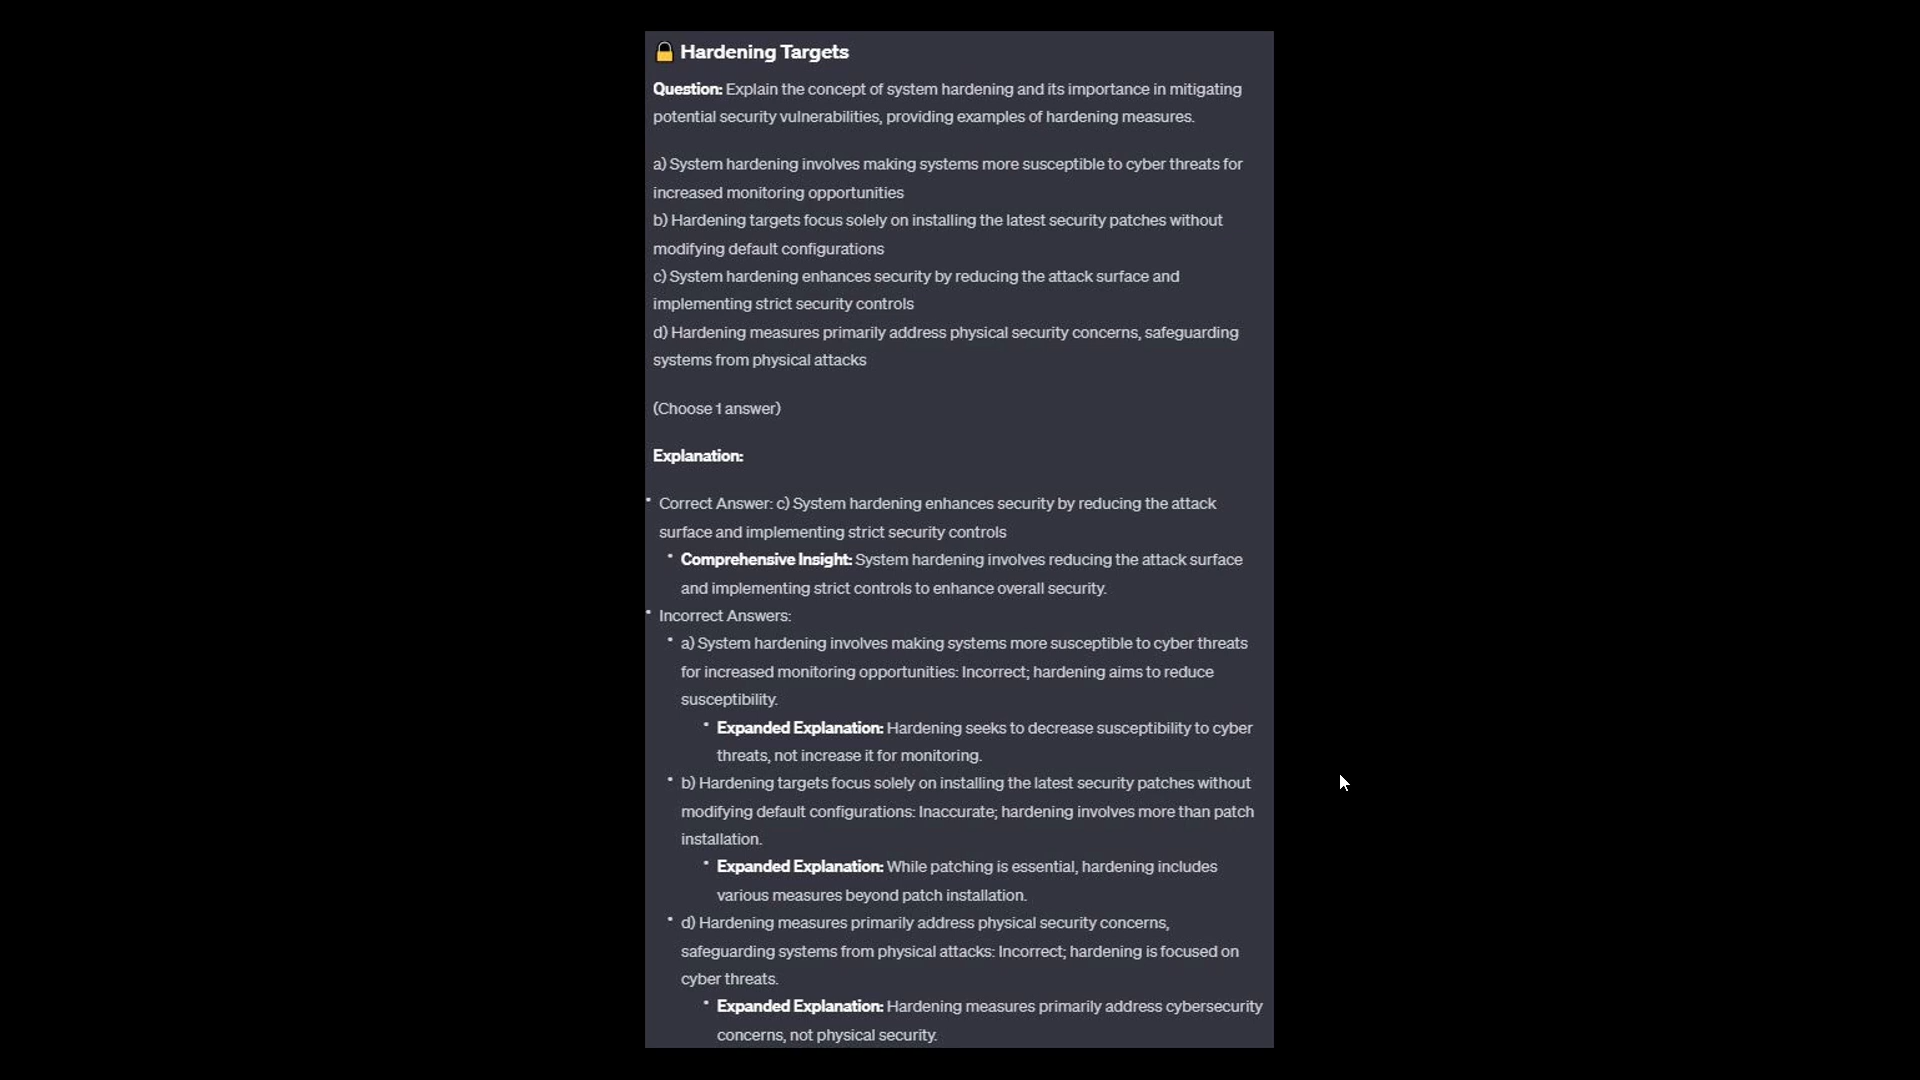 🔒 Hardening Targets
Question: Explain the concept of system hardening and its importance in mitigating
potential security vulnerabilities, providing examples of hardening measures.
a) System hardening involves making systems more susceptible to cyber threats for
increased monitoring opportunities
b) Hardening targets focus solely on installing the latest security patches without
modifying default configurations
c) System hardening enhances security by reducing the attack surface and
implementing strict security controls
d) Hardening measures primarily address physical security concerns, safeguarding
systems from physical attacks
(Choose 1 answer)
Explanation:
• Correct Answer: c) System hardening enhances security by reducing the attack
surface and implementing strict security controls
• Comprehensive Insight: System hardening involves reducing the attack surface
and implementing strict controls to enhance overall security.
• Incorrect Answers:
• a) System hardening involves making systems more susceptible to cyber threats
for increased monitoring opportunities: Incorrect; hardening aims to reduce
susceptibility.
• Expanded Explanation: Hardening seeks to decrease susceptibility to cyber
threats, not increase it for monitoring.
• b) Hardening targets focus solely on installing the latest security patches without
modifying default configurations: Inaccurate; hardening involves more than patch
installation.
• Expanded Explanation: While patching is essential, hardening includes
various measures beyond patch installation.
• d) Hardening measures primarily address physical security concerns,
safeguarding systems from physical attacks: Incorrect; hardening is focused on
cyber threats.
• Expanded Explanation: Hardening measures primarily address cybersecurity
concerns, not physical security.